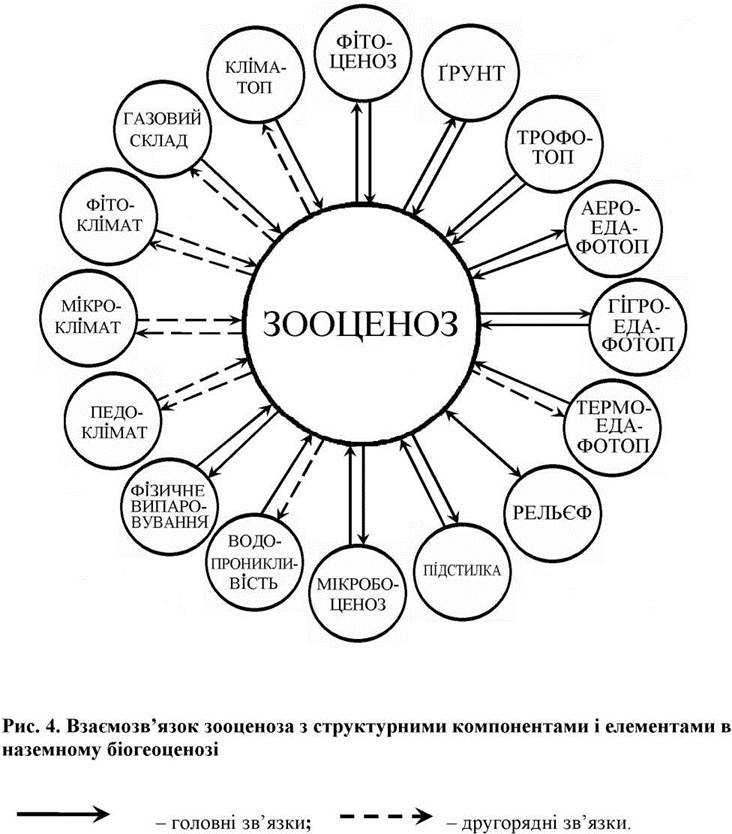 ФІТО-
ЦЕНОЗ
ҐРУНТ
ТРОФО-
ТОП
АЕРО-
ЕДА-
ФОТОП
ГІГРО-
ЕДА-
ФОТОП
ТЕРМО-
ЕДА-
ФОТОП
РЕЛЬЄФ
ПІДСТИЛКА
МІКРОБО-
ЦЕНОЗ
ВОДО-
ПРОНИКЛИ-
ВІСТЬ
ФІЗИЧНЕ
ВИПАРО-
ВУВАННЯ
ПЕДО-
КЛІМАТ
МІКРО-
КЛІМАТ
ФІТО-
КЛІМАТ
ГАЗОВИЙ
СКЛАД
КЛІМА-
ТОП
ЗООЦЕНОЗ
Рис. 4. Взаємозв’язок зооценоза з структурними компонентами і елементами в
наземному біогеоценозі
– головні зв’язки; – другорядні зв’язки.